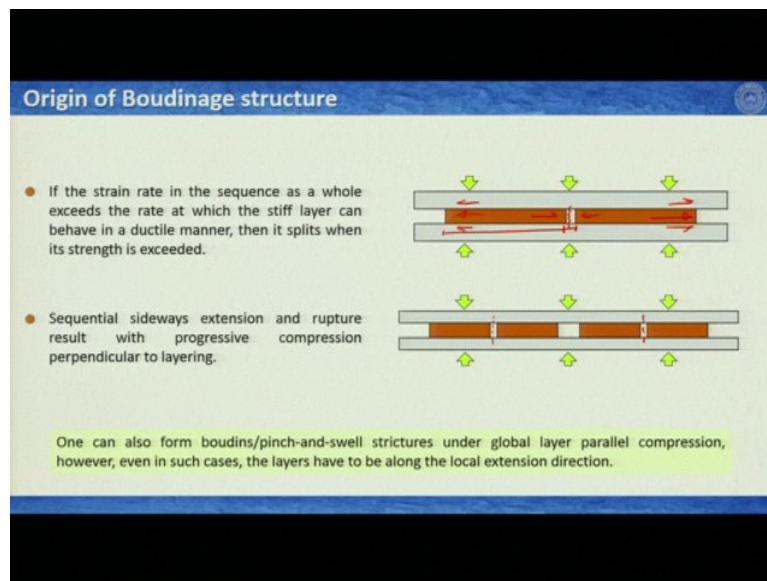 Origin of Boudinage structure
If the strain rate in the sequence as a whole
exceeds the rate at which the stiff layer can
behave in a ductile manner, then it splits when
its strength is exceeded.
Sequential sideways extension and rupture
result with progressive compression
perpendicular to layering.
One can also form boudins/pinch-and-swell strictures under global layer parallel compression,
however, even in such cases, the layers have to be along the local extension direction.